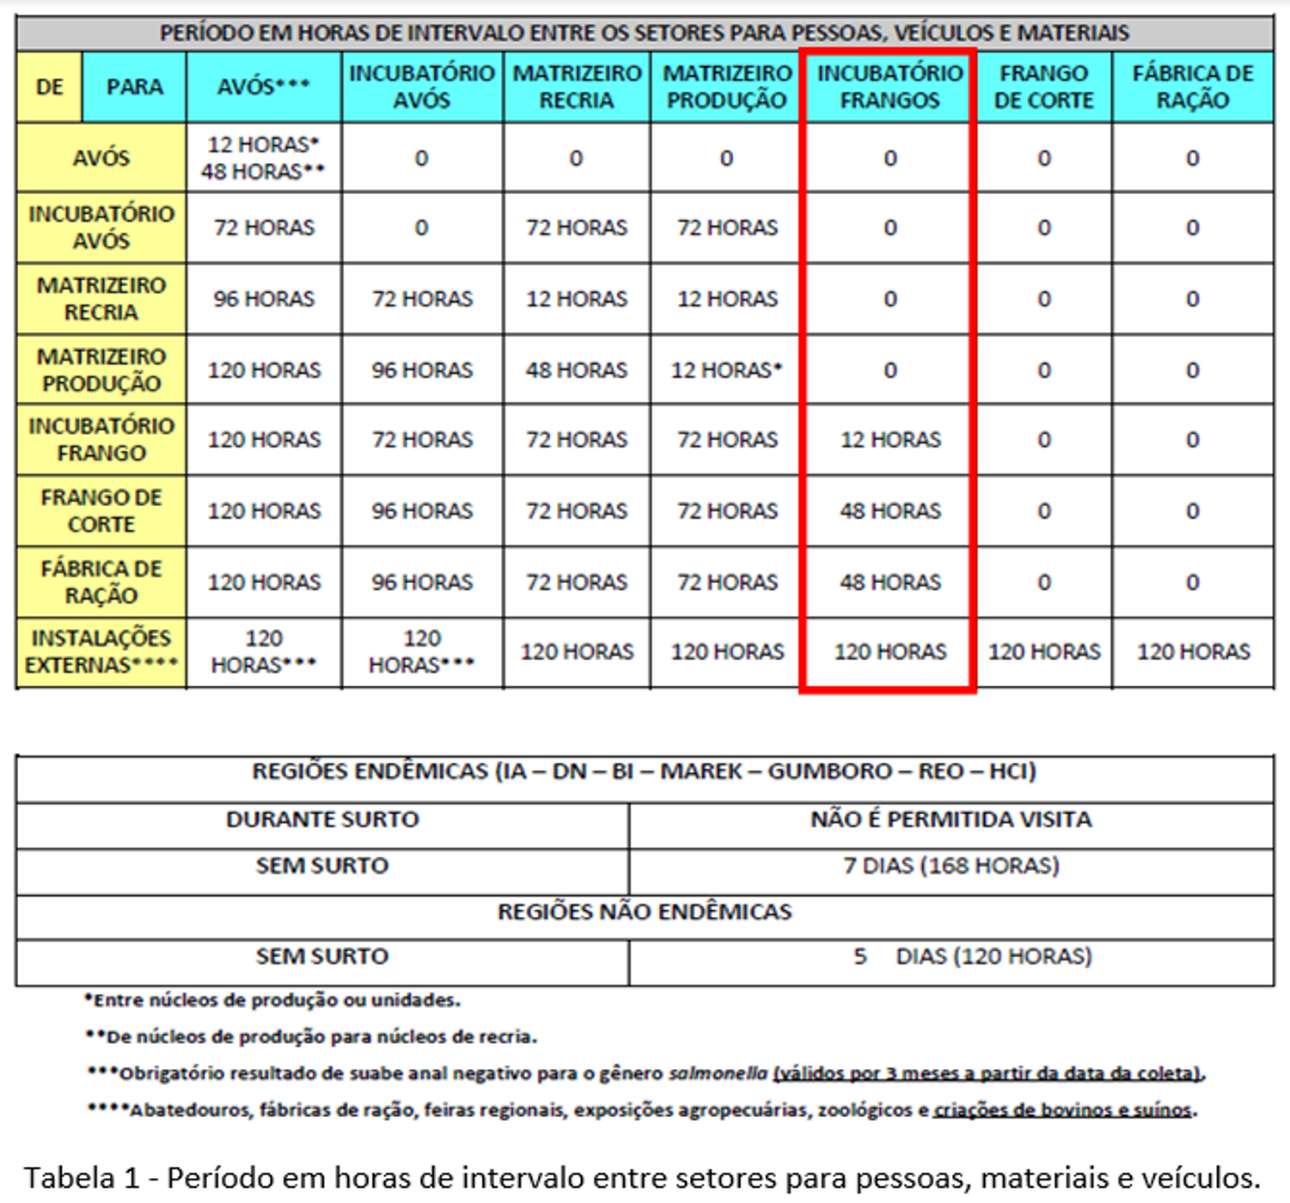 PERÍODO EM HORAS DE INTERVALO ENTRE OS SETORES PARA PESSOAS, VEÍCULOS E MATERIAIS
DE PARA AVÓS*** INCUBATÓRIO AVÓS MATRIZEIRO RECRIA MATRIZEIRO PRODUÇÃO INCUBATÓRIO FRANGOS FRANGO DE CORTE FÁBRICA DE RAÇÃO
AVÓS 12 HORAS* 48 HORAS** 0 0 0 0 0 0
INCUBATÓRIO AVÓS 72 HORAS 0 72 HORAS 72 HORAS 0 0 0
MATRIZEIRO RECRIA 96 HORAS 72 HORAS 12 HORAS 12 HORAS 0 0 0
MATRIZEIRO PRODUÇÃO 120 HORAS 96 HORAS 48 HORAS 12 HORAS* 0 0 0
INCUBATÓRIO FRANGO 120 HORAS 72 HORAS 72 HORAS 72 HORAS 12 HORAS 0 0
FRANGO DE CORTE 120 HORAS 96 HORAS 72 HORAS 72 HORAS 48 HORAS 0 0
FÁBRICA DE RAÇÃO 120 HORAS 96 HORAS 72 HORAS 72 HORAS 48 HORAS 0 0
INSTALAÇÕES EXTERNAS**** 120 HORAS*** 120 HORAS*** 120 HORAS 120 HORAS 120 HORAS 120 HORAS 120 HORAS
REGIÕES ENDÊMICAS (IA – DN – BI – MAREK – GUMBORO – REO – HCI)
DURANTE SURTO NÃO É PERMITIDA VISITA
SEM SURTO 7 DIAS (168 HORAS)
REGIÕES NÃO ENDÊMICAS
SEM SURTO 5 DIAS (120 HORAS)
*Entre núcleos de produção ou unidades.
**De núcleos de produção para núcleos de recria.
***Obrigatório resultado de suabe anal negativo para o gênero salmonella (válidos por 3 meses a partir da data da coleta).
****Abatedouros, fábricas de ração, feiras regionais, exposições agropecuárias, zoológicos e criações de bovinos e suínos.
Tabela 1 - Período em horas de intervalo entre setores para pessoas, materiais e veículos.